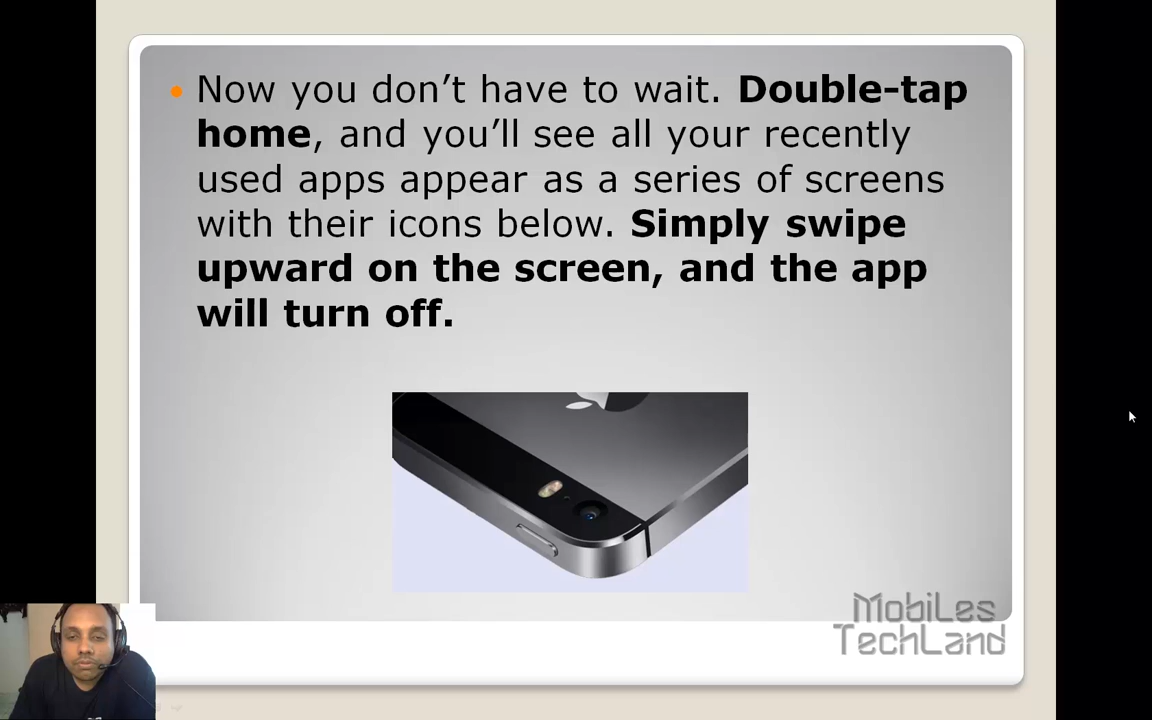 Now you don’t have to wait. Double-tap
home, and you’ll see all your recently
used apps appear as a series of screens
with their icons below. Simply swipe
upward on the screen, and the app
will turn off.
MobiLes
TechLand